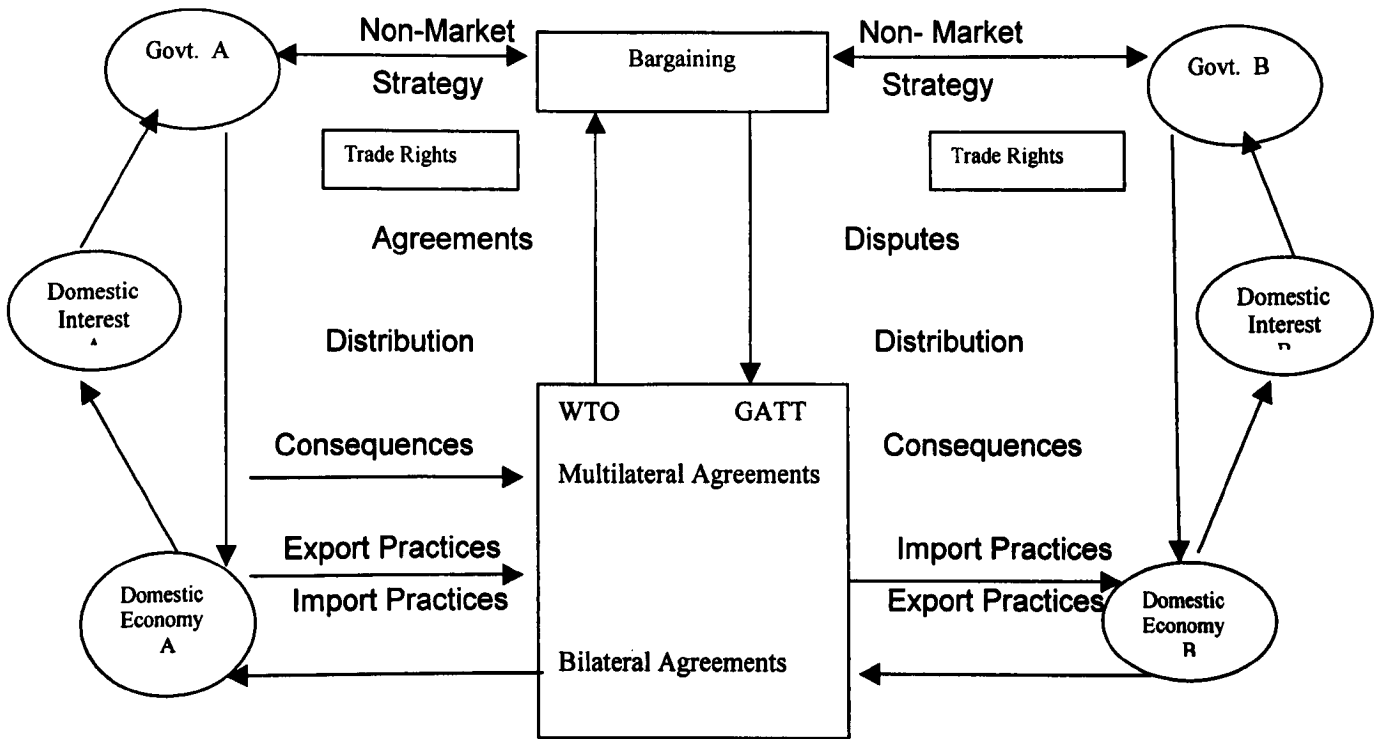 Govt. A
Non-Market
Strategy
Bargaining
Non- Market
Strategy
Govt. B
Trade Rights
Trade Rights
Agreements
Disputes
Domestic
Interest
Domestic
Interest
Distribution
Distribution
WTO GATT
Consequences
Consequences
Multilateral Agreements
Export Practices
Import Practices
Import Practices
Export Practices
Domestic
Economy
A
Domestic
Economy
Bilateral Agreements